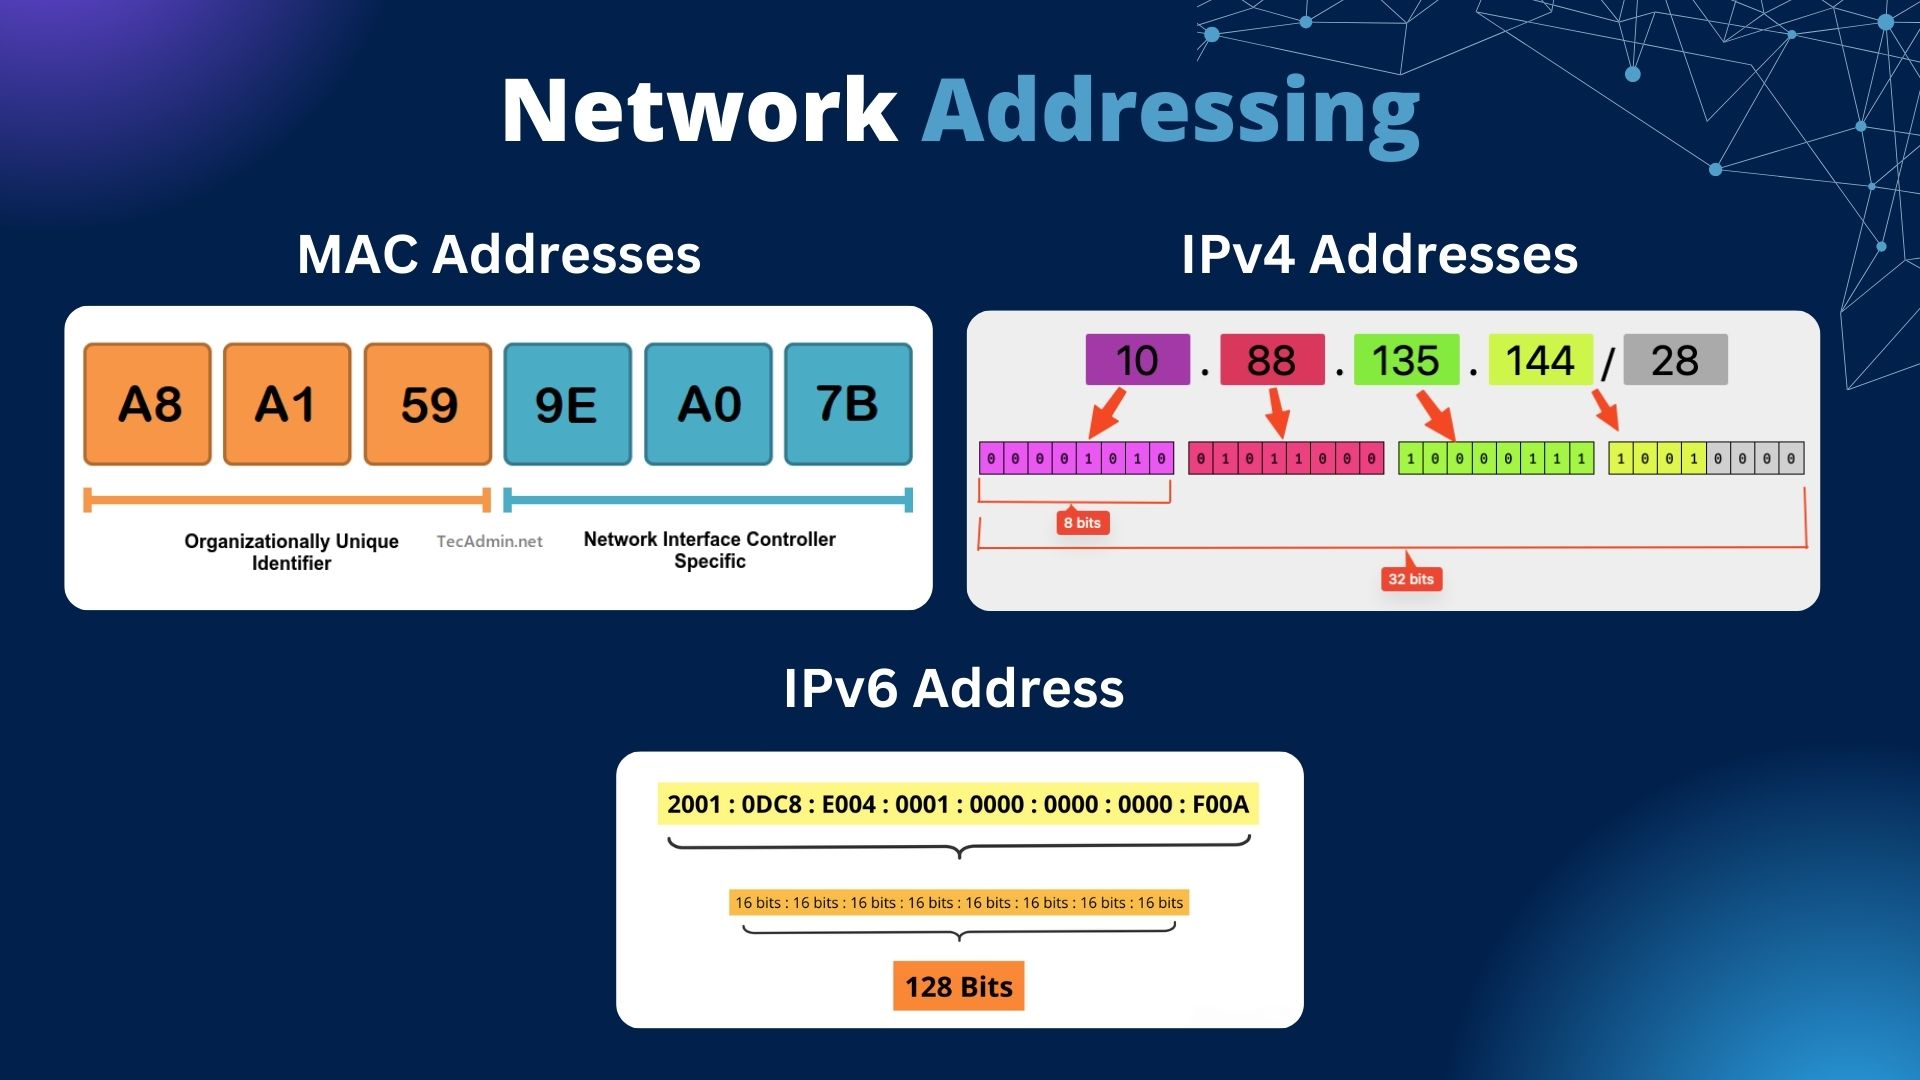 Network Addressing
MAC Addresses
A8 A1 59 9E A0 7B
Organizationally Unique
Identifier
TecAdmin.net
Network Interface Controller
Specific
IPv4 Addresses
10 . 88 . 135 . 144 / 28
0 0 0 0 1 0 1 0 0 1 0 1 1 0 0 0 1 0 0 0 0 1 1 1 1 0 0 1 0 0 0 0
8 bits
32 bits
IPv6 Address
2001 : 0DC8 : E004 : 0001 : 0000 : 0000 : 0000 : F00A
16 bits : 16 bits : 16 bits : 16 bits : 16 bits : 16 bits : 16 bits : 16 bits
128 Bits